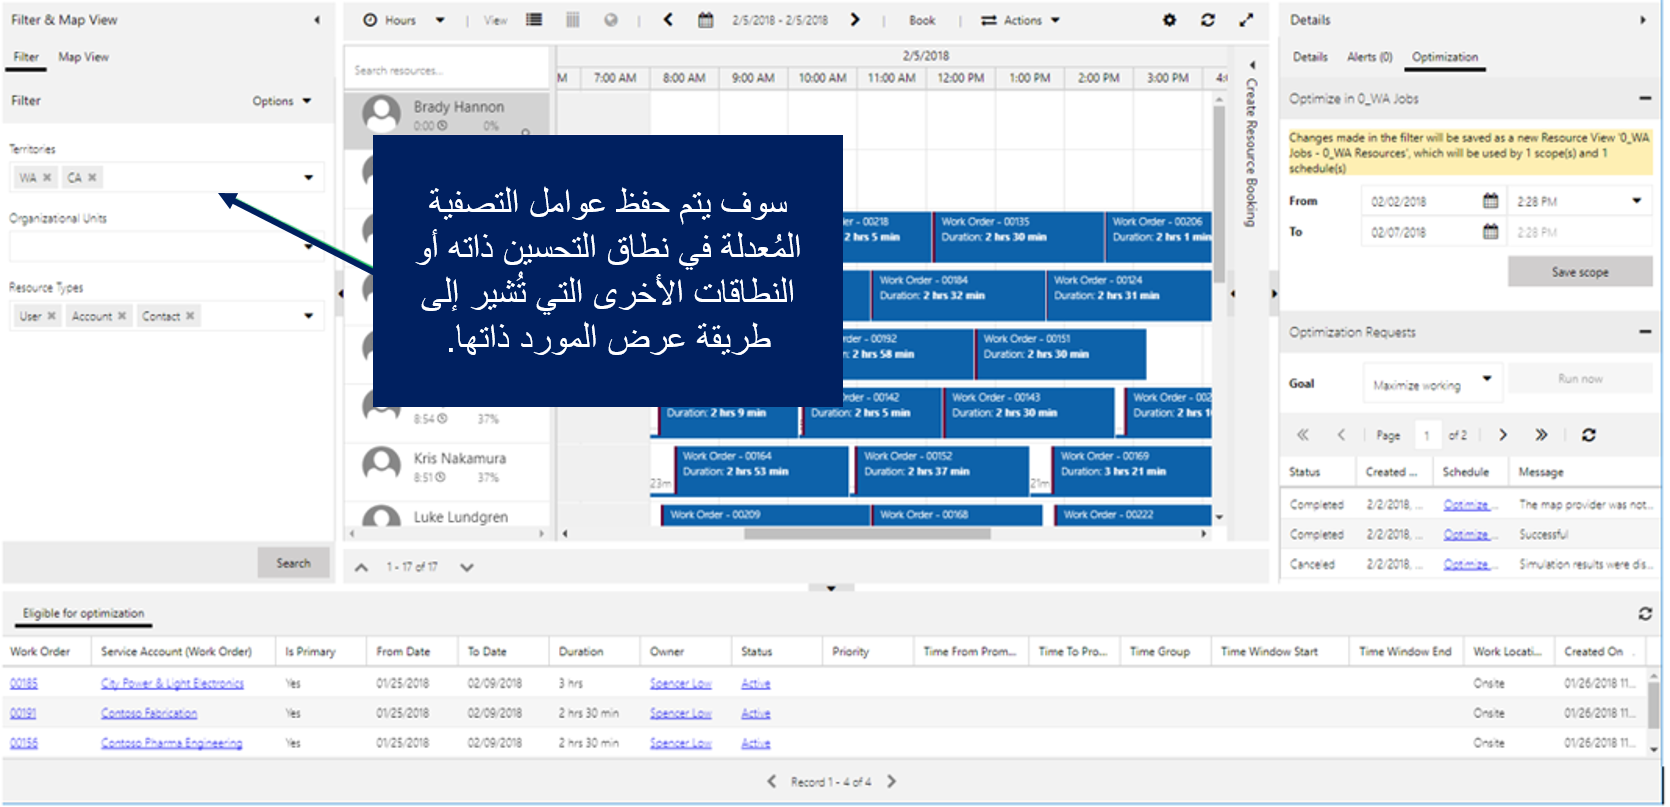 Filter & Map View
Filter Map View
Filter Options
Territories
WA × CA ×
Organizational Units
Resource Types
User × Account × Contact ×
Search
Hours View 2/5/2018 - 2/5/2018 Book Actions
Search resources...
2/5/2018
M 7:00 AM 8:00 AM 9:00 AM 10:00 AM 11:00 AM 12:00 PM 1:00 PM 2:00 PM 3:00 PM
Brady Hannon
0:00 0%
سوف يتم حفظ عوامل التصفية
المُعدلة في نطاق التحسين ذاته أو
النطاقات الأخرى التي تُشير إلى
طريقة عرض المورد ذاتها.
Work Order - 00135 Work Order - 00206
2 hrs 5 min Duration: 2 hrs 30 min Duration: 2 hrs 1 min
Work Order - 00184 Work Order - 00124
Duration: 2 hrs 32 min Duration: 2 hrs 31 min
Order - 00192 Work Order - 00151
2 hrs 58 min Duration: 2 hrs 30 min
Order - 00142 Work Order - 00143 Work Order - 002
8:54 37% Duration: 2 hrs 9 min Duration: 2 hrs 5 min Duration: 2 hrs 30 min Duration: 2 hrs 1
Kris Nakamura Work Order - 00164 Work Order - 00152 Work Order - 00169
8:51 37% Duration: 2 hrs 53 min Duration: 2 hrs 37 min Duration: 3 hrs 21 min
23m 21m
Luke Lundgren Work Order - 00209 Work Order - 00168 Work Order - 00222
1 - 17 of 17
Create Resource Booking
Details
Details Alerts (0) Optimization
Optimize in 0_WA Jobs
Changes made in the filter will be saved as a new Resource View '0_WA
Jobs - 0_WA Resources', which will be used by 1 scope(s) and 1
schedule(s)
From 02/02/2018 2:28 PM
To 02/07/2018 2:28 PM
Save scope
Optimization Requests
Goal Maximize working Run now
Page 1 of 2
Status Created ... Schedule Message
Completed 2/2/2018, ... Optimize ... The map provider was not...
Completed 2/2/2018, ... Optimize ... Successful
Canceled 2/2/2018, ... Optimize ... Simulation results were dis...
Eligible for optimization
Work Order Service Account (Work Order) Is Primary From Date To Date Duration Owner Status Priority Time From Prom... Time To Pro... Time Group Time Window Start Time Window End Work Locati... Created On
00185 City Power & Light Electronics Yes 01/25/2018 02/09/2018 3 hrs Spencer Low Active Onsite 01/26/2018 11...
00191 Contoso Fabrication Yes 01/25/2018 02/09/2018 2 hrs 30 min Spencer Low Active Onsite 01/26/2018 11...
00156 Contoso Pharma Engineering Yes 01/25/2018 02/09/2018 2 hrs 30 min Spencer Low Active Onsite 01/26/2018 11...
Record 1 - 4 of 4